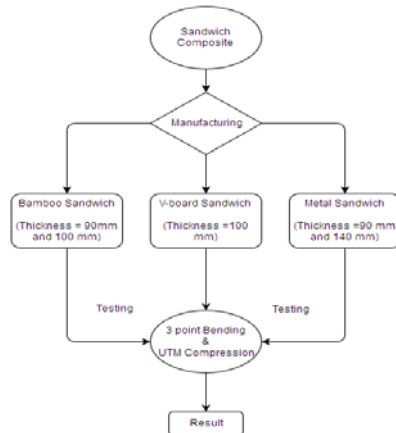 Sandwich
Composite
Manufacturing
Bamboo Sandwich
(Thickness = 90mm
and 100 mm)
V-board Sandwich
(Thickness =100
mm)
Metal Sandwich
(Thickness =90 mm
and 140 mm)
Testing
Testing
3 point Bending
&
UTM Compression
Result